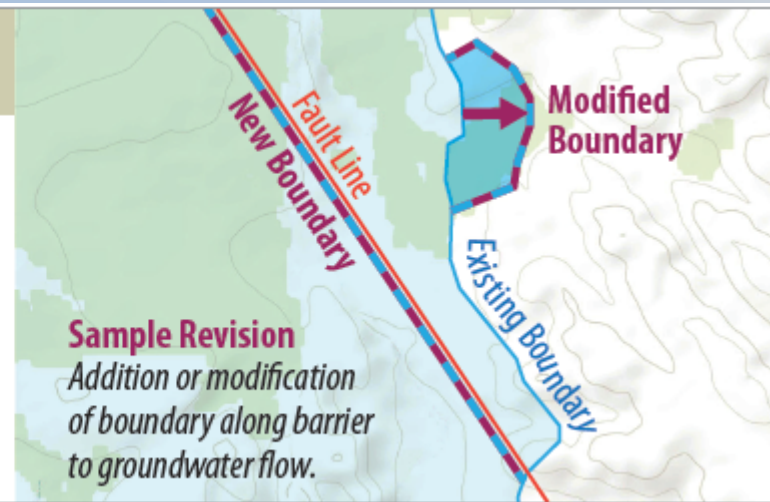 Modified
Boundary
Fault Line
New Boundary
Existing Boundary
Sample Revision
Addition or modification
of boundary along barrier
to groundwater flow.